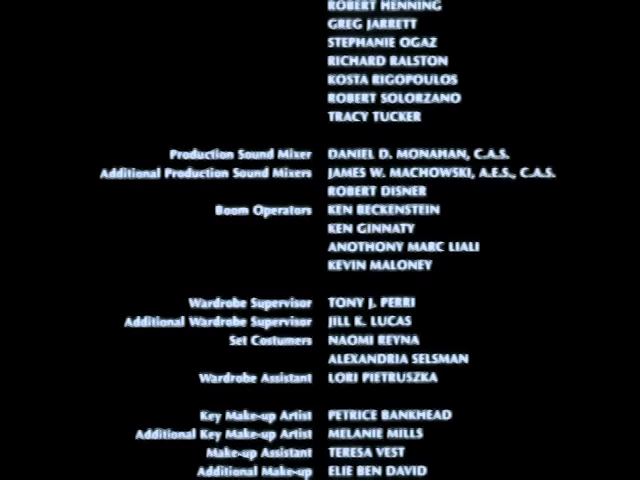 ROBERT HENNING
GREG JARRETT
STEPHANIE OGAZ
RICHARD RALSTON
KOSTA RIGOPOULOS
ROBERT SOLORZANO
TRACY TUCKER
Production Sound Mixer DANIEL D. MONAHAN, C.A.S.
Additional Production Sound Mixers JAMES W. MACHOWSKI, A.E.S., C.A.S.
ROBERT DISNER
Boom Operators KEN BECKENSTEIN
KEN GINNATY
ANOTHONY MARC LIALI
KEVIN MALONEY
Wardrobe Supervisor TONY J. PERRI
Additional Wardrobe Supervisor JILL K. LUCAS
Set Costumers NAOMI REYNA
ALEXANDRIA SELSMAN
Wardrobe Assistant LORI PIETRUSZKA
Key Make-up Artist PETRICE BANKHEAD
Additional Key Make-up Artist MELANIE MILLS
Make-up Assistant TERESA VEST
Additional Make-up ELIE BEN DAVID